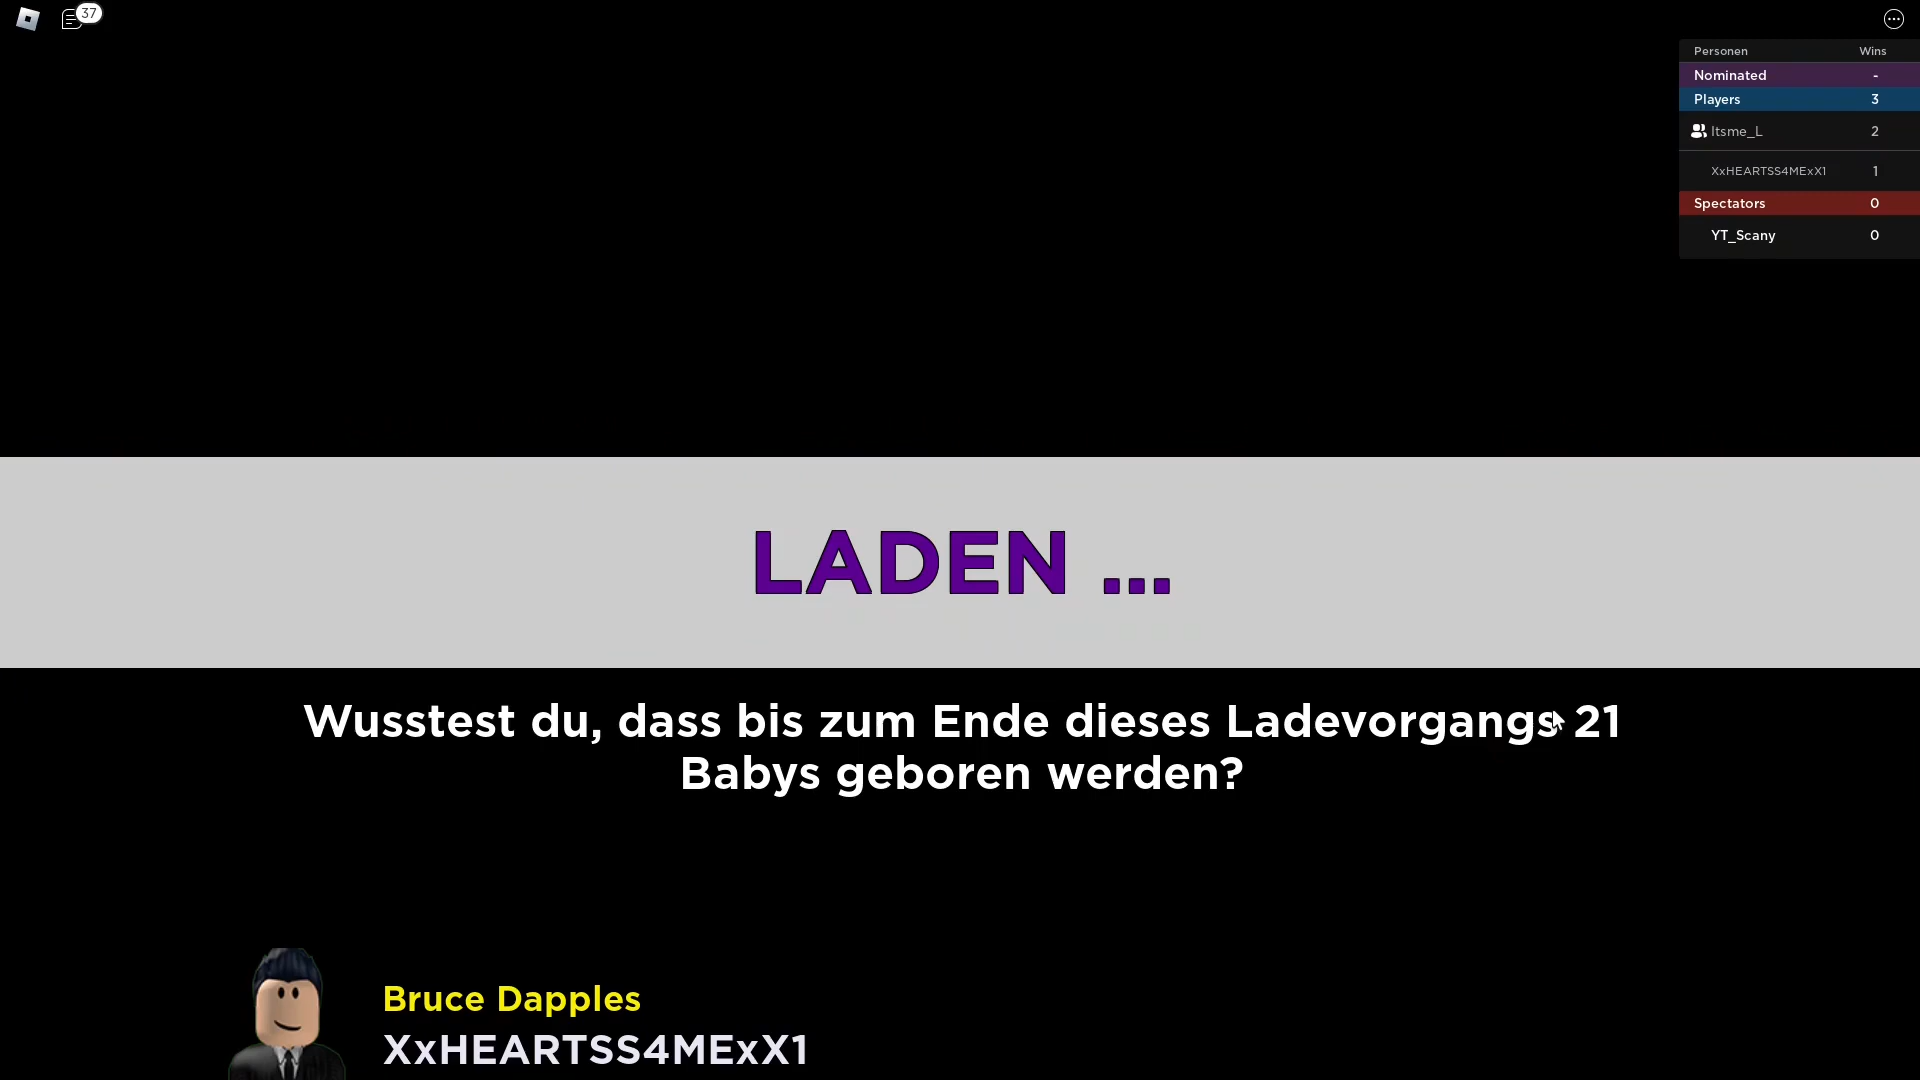 37
Personen Wins
Nominated -
Players 3
Itsme_L 2
XxHEARTSS4MExX1 1
Spectators 0
YT_Scany 0
LADEN ...
Wusstest du, dass bis zum Ende dieses Ladevorgangs 21
Babys geboren werden?
Bruce Dapples
XxHEARTSS4MExX1